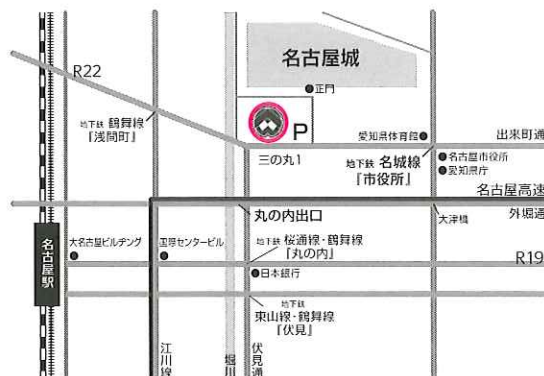 名古屋城
正門
R22
P
地下鉄 鶴舞線
『浅間町』
愛知県体育館
出来町通
三の丸1
地下鉄 名城線
『市役所』
名古屋市役所
愛知県庁
名古屋高速
丸の内出口
大津橋
外堀通
名古屋駅
大名古屋ビルヂング
国際センタービル
地下鉄 桜通線・鶴舞線
『丸の内』
R19
日本銀行
地下鉄
東山線・鶴舞線
『伏見』
江川線
堀川
伏見通